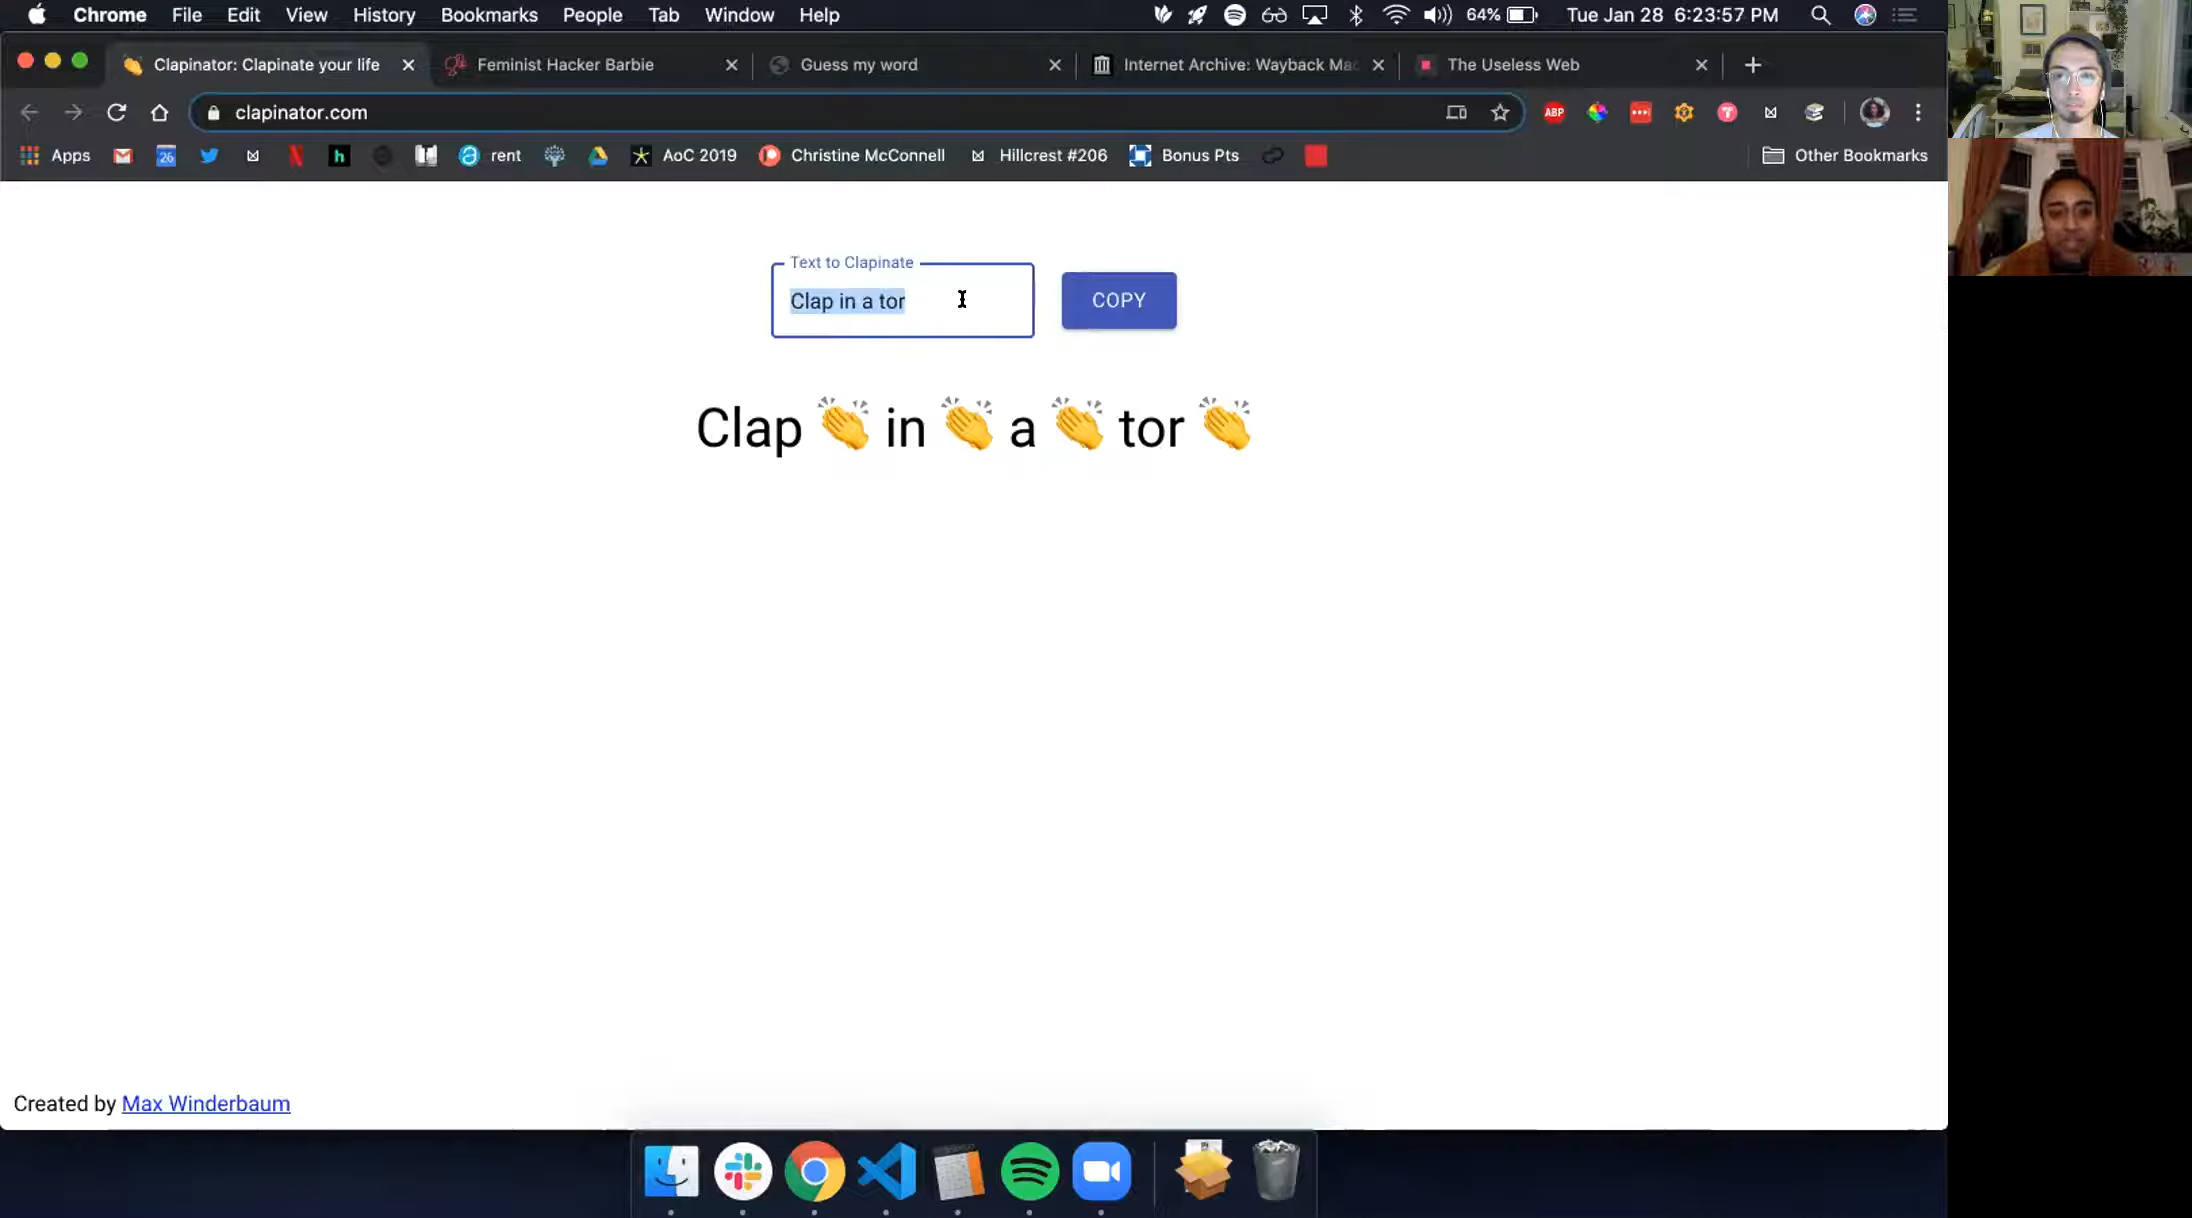 Chrome File Edit View History Bookmarks People Tab Window Help 64% Tue Jan 28 6:23:57 PM
Clapinator: Clapinate your life Feminist Hacker Barbie Guess my word Internet Archive: Wayback Mac The Useless Web
clapinator.com ABP
Apps 26 h rent AoC 2019 Christine McConnell Hillcrest #206 Bonus Pts Other Bookmarks
Text to Clapinate
Clap in a tor
COPY
Clap 👏 in 👏 a 👏 tor 👏
Created by Max Winderbaum